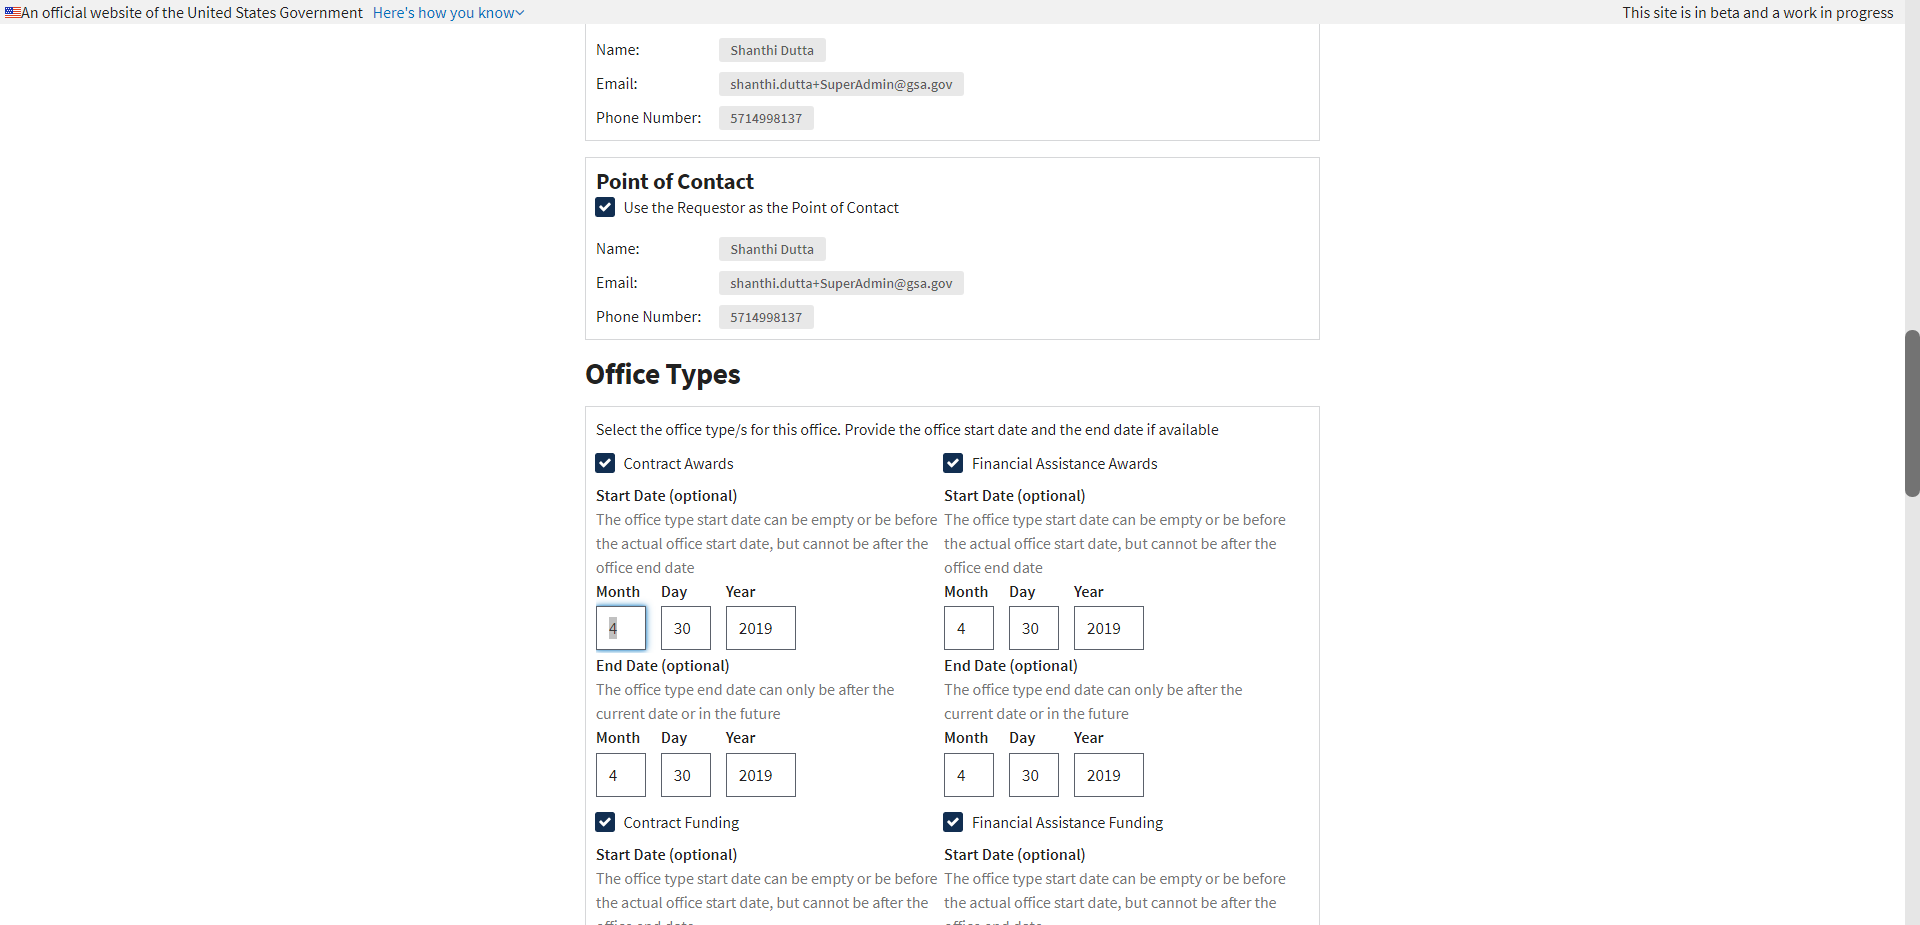 An official website of the United States Government Here's how you know
This site is in beta and a work in progress
Name: Shanthi Dutta
Email: shanthi.dutta+SuperAdmin@gsa.gov
Phone Number: 5714998137
Point of Contact
Use the Requestor as the Point of Contact
Name: Shanthi Dutta
Email: shanthi.dutta+SuperAdmin@gsa.gov
Phone Number: 5714998137
Office Types
Select the office type/s for this office. Provide the office start date and the end date if available
Contract Awards
Start Date (optional)
The office type start date can be empty or be before
the actual office start date, but cannot be after the
office end date
Month Day Year
4 30 2019
End Date (optional)
The office type end date can only be after the
current date or in the future
Month Day Year
4 30 2019
Financial Assistance Awards
Start Date (optional)
The office type start date can be empty or be before
the actual office start date, but cannot be after the
office end date
Month Day Year
4 30 2019
End Date (optional)
The office type end date can only be after the
current date or in the future
Month Day Year
4 30 2019
Contract Funding
Start Date (optional)
The office type start date can be empty or be before
the actual office start date, but cannot be after the
office end date
Financial Assistance Funding
Start Date (optional)
The office type start date can be empty or be before
the actual office start date, but cannot be after the
office end date